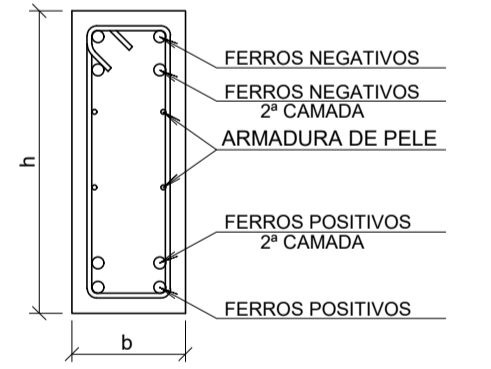 FERROS NEGATIVOS
FERROS NEGATIVOS
2ª CAMADA
ARMADURA DE PELE
h
FERROS POSITIVOS
2ª CAMADA
FERROS POSITIVOS
b